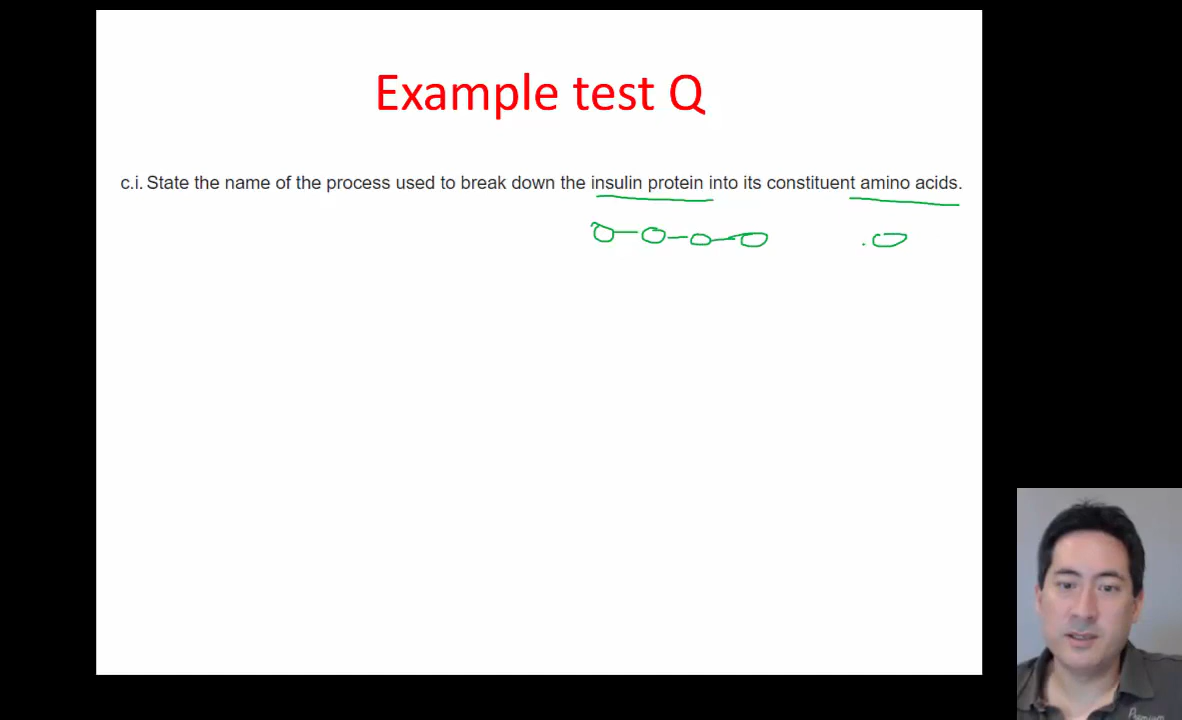 Example test Q
c.i. State the name of the process used to break down the insulin protein into its constituent amino acids.